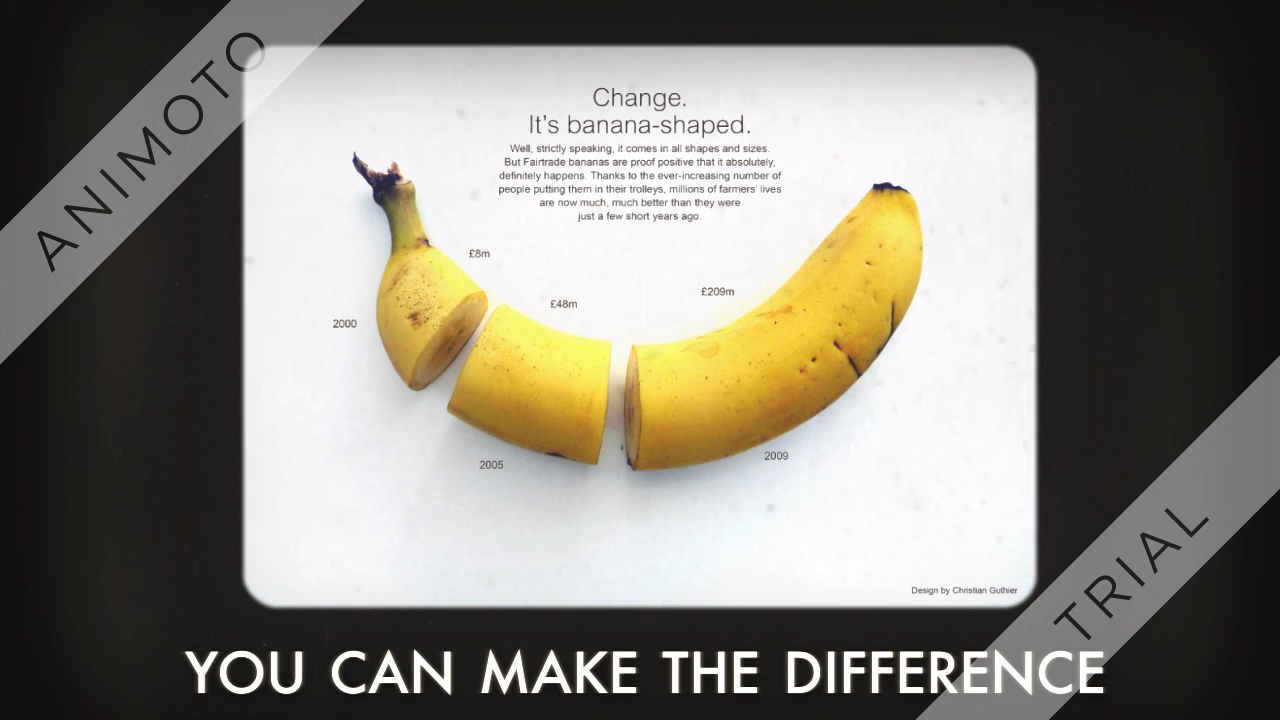 ANIMOTO
Change.
It's banana-shaped.
Well, strictly speaking, it comes in all shapes and sizes.
But Fairtrade bananas are proof positive that it absolutely,
definitely happens. Thanks to the ever-increasing number of
people putting them in their trolleys, millions of farmers' lives
are now much, much better than they were
just a few short years ago.
£8m
£48m
£209m
2000
2005
2009
Design by Christian Guthier
TRIAL
YOU CAN MAKE THE DIFFERENCE